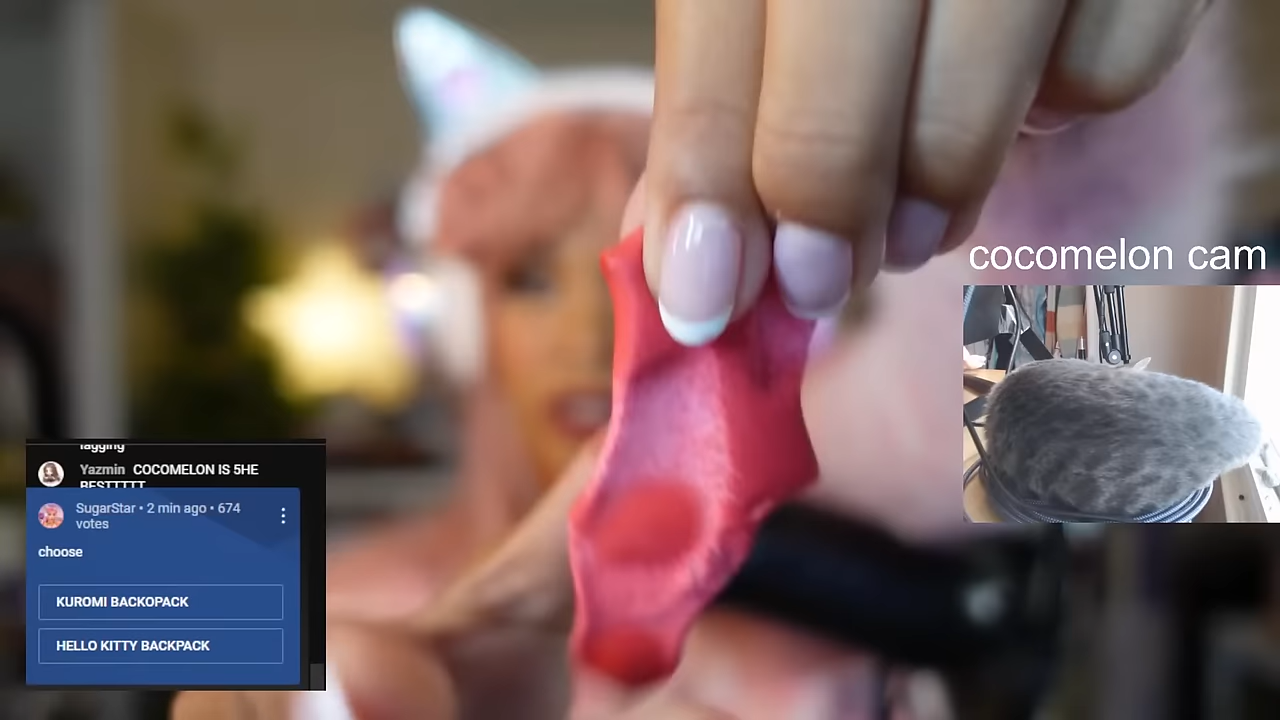 cocomelon cam
lagging
Yazmin COCOMELON IS 5HE
BESTTTTT
SugarStar • 2 min ago • 674
votes
choose
KUROMI BACKOPACK
HELLO KITTY BACKPACK